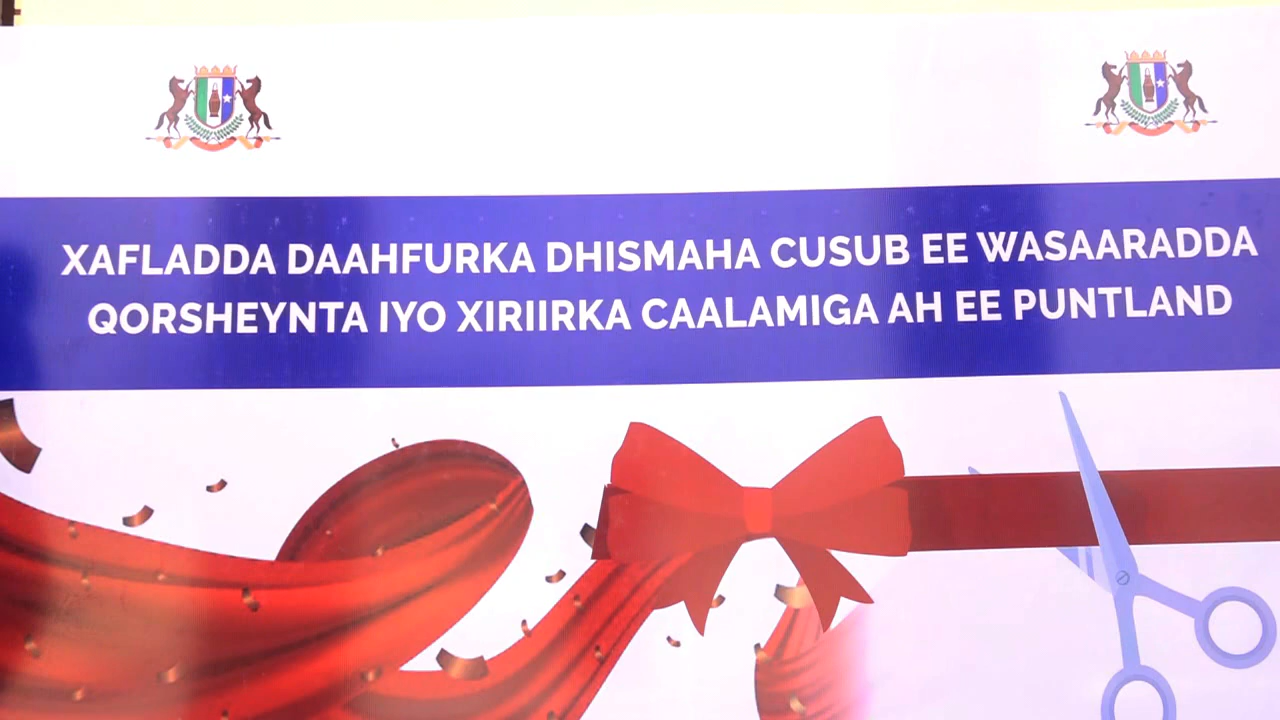 XAFLADDA DAAHFURKA DHISMAHA CUSUB EE WASAARADDA
QORSHEYNTA IYO XIRIIRKA CAALAMIGA AH EE PUNTLAND